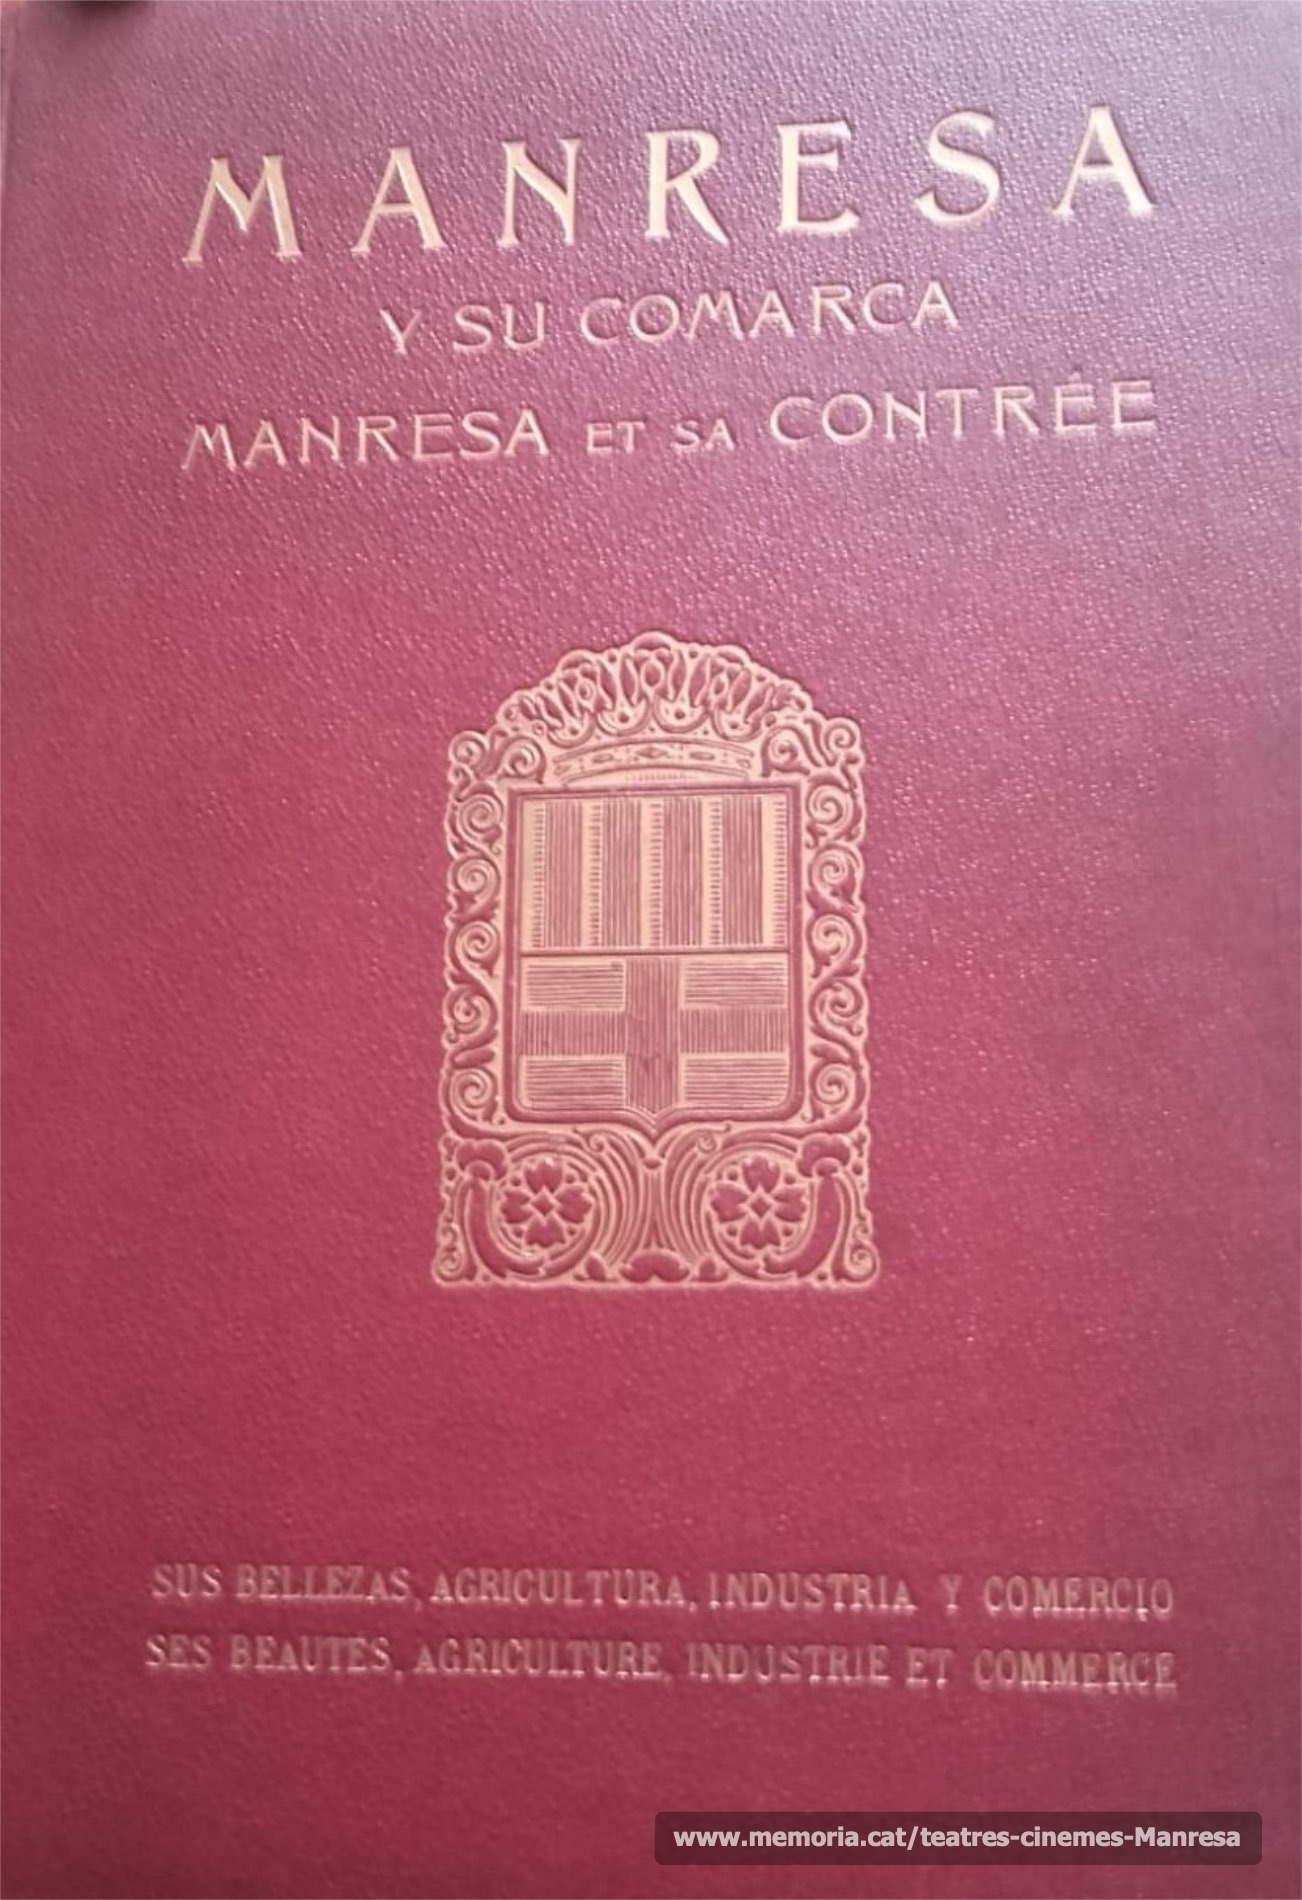 MANRESA
Y SU COMARCA
MANRESA ET SA CONTRÉE
SUS BELLEZAS, AGRICULTURA, INDUSTRIA Y COMERCIO
SES BEAUTÉS, AGRICULTURE, INDUSTRIE ET COMMERCE
www.memoria.cat/teatres-cinemes-Manresa